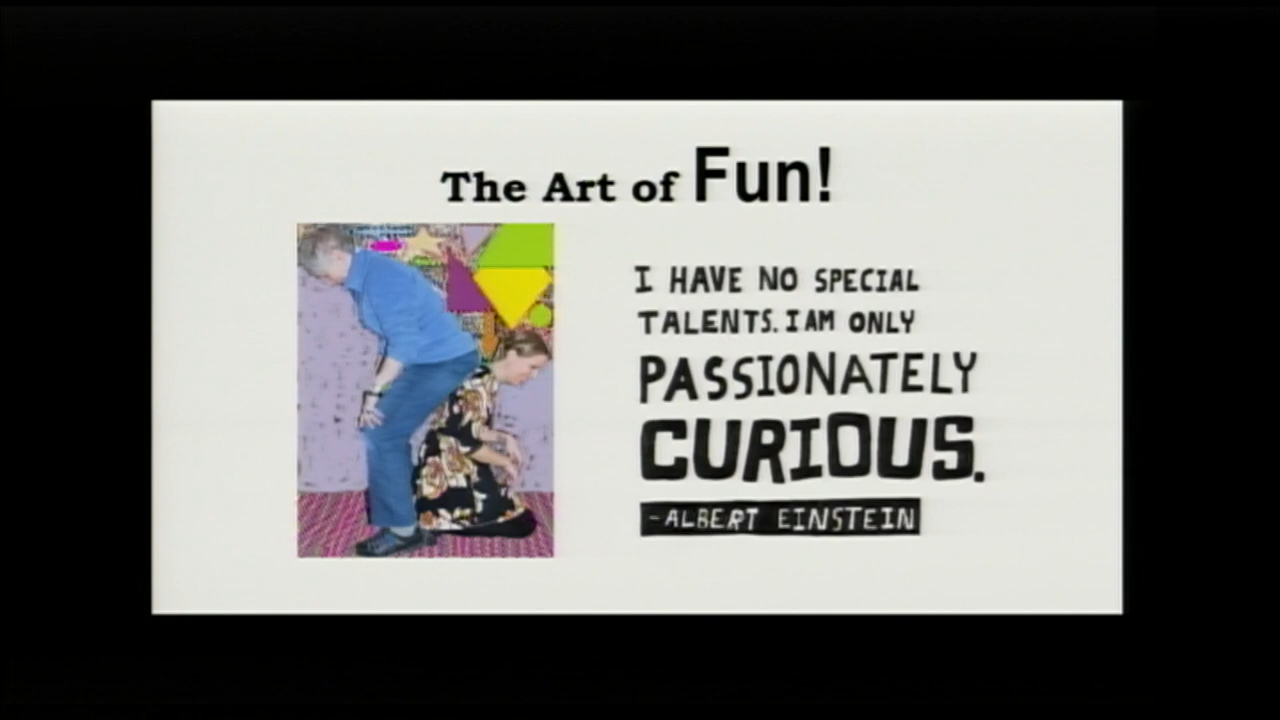 The Art of Fun!
I HAVE NO SPECIAL
TALENTS. I AM ONLY
PASSIONATELY
CURIOUS.
-ALBERT EINSTEIN